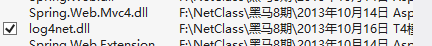 Spring.Web.Mvc4.dll F:\NetClass\黑马8期\2013年10月14日 Asp
log4net.dll F:\NetClass\黑马8期\2013年10月16日 T4模
Spring.Web.Extension F:\NetClass\黑马8期\2013年10月14日 Asp